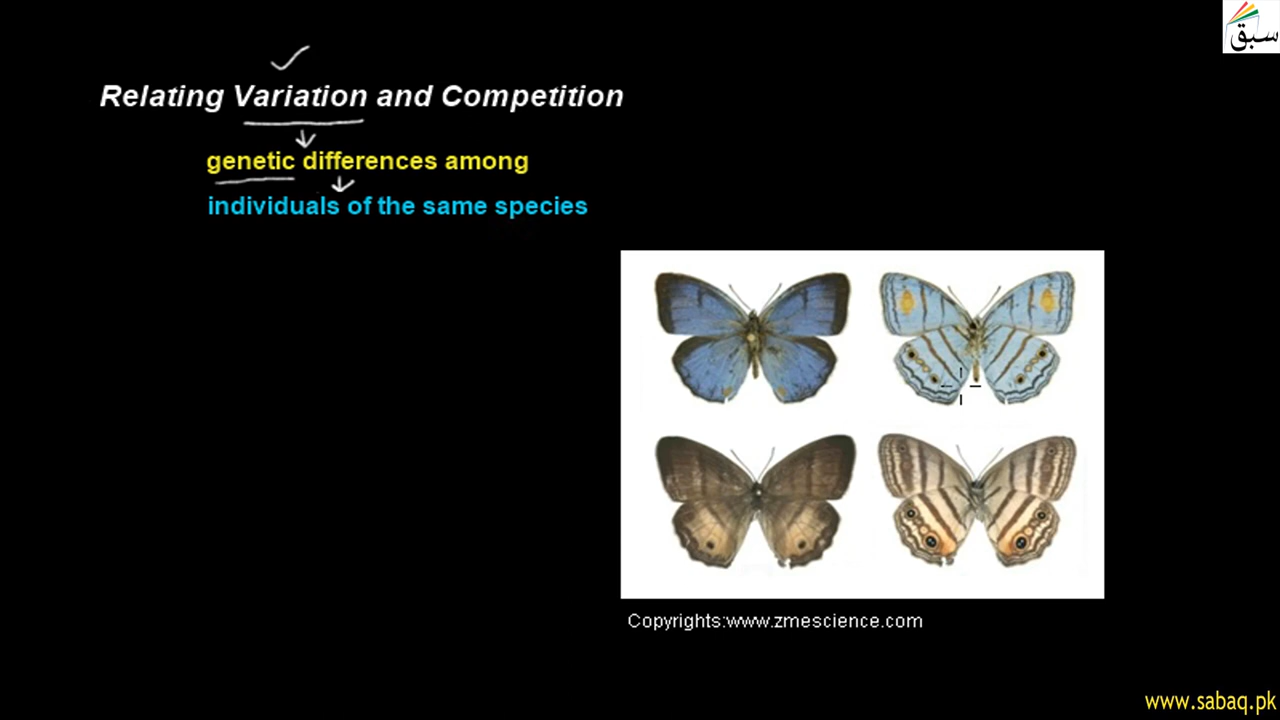 سبق
Relating Variation and Competition
genetic differences among
individuals of the same species
Copyrights:www.zmescience.com
www.sabaq.pk